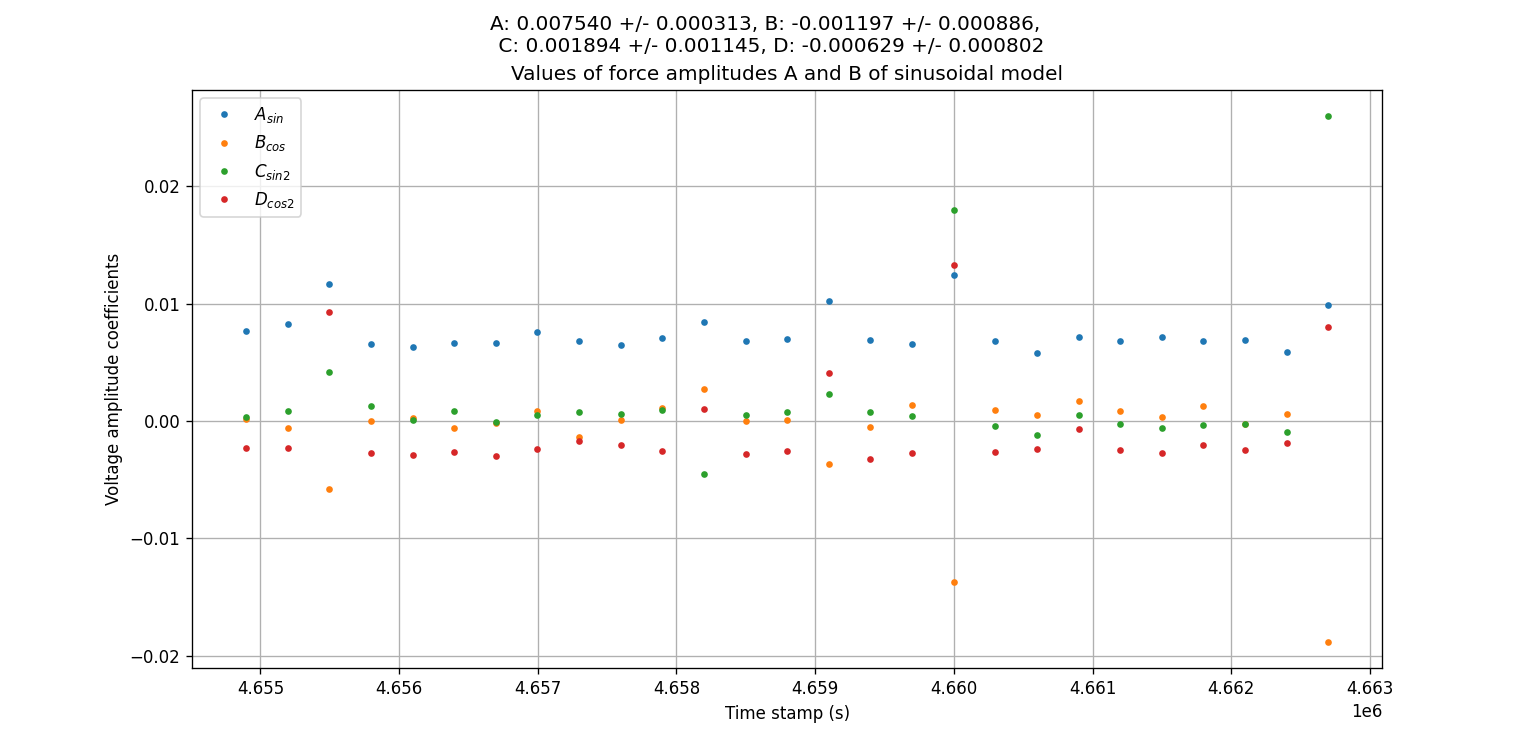 A: 0.007540 +/- 0.000313, B: -0.001197 +/- 0.000886,
C: 0.001894 +/- 0.001145, D: -0.000629 +/- 0.000802
Values of force amplitudes A and B of sinusoidal model
A_sin
B_cos
C_sin2
D_cos2
Voltage amplitude coefficients
0.02
0.01
0.00
−0.01
−0.02
4.655 4.656 4.657 4.658 4.659 4.660 4.661 4.662 4.663
1e6
Time stamp (s)